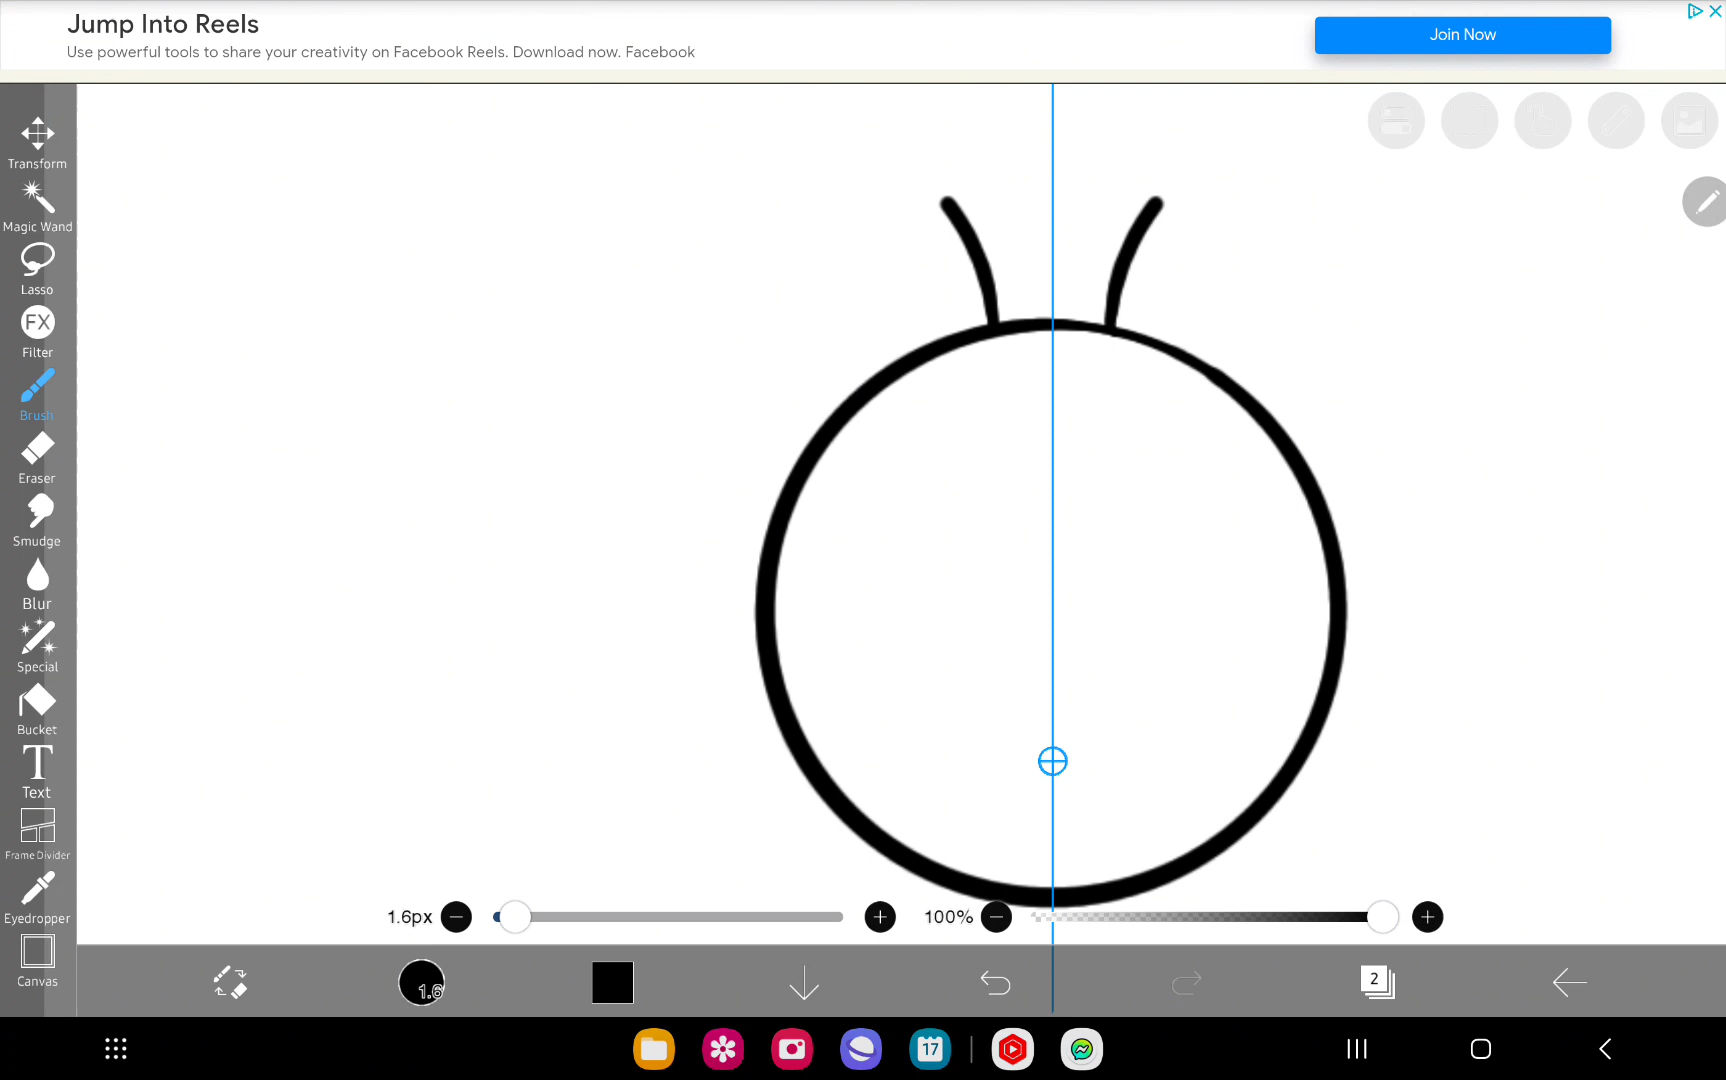 Jump Into Reels
Use powerful tools to share your creativity on Facebook Reels. Download now. Facebook
Join Now
Transform
Magic Wand
Lasso
FX
Filter
Brush
Eraser
Smudge
Blur
Special
Bucket
T
Text
Frame Divider
Eyedropper
Canvas
1.6px
100%
1.6
2
17